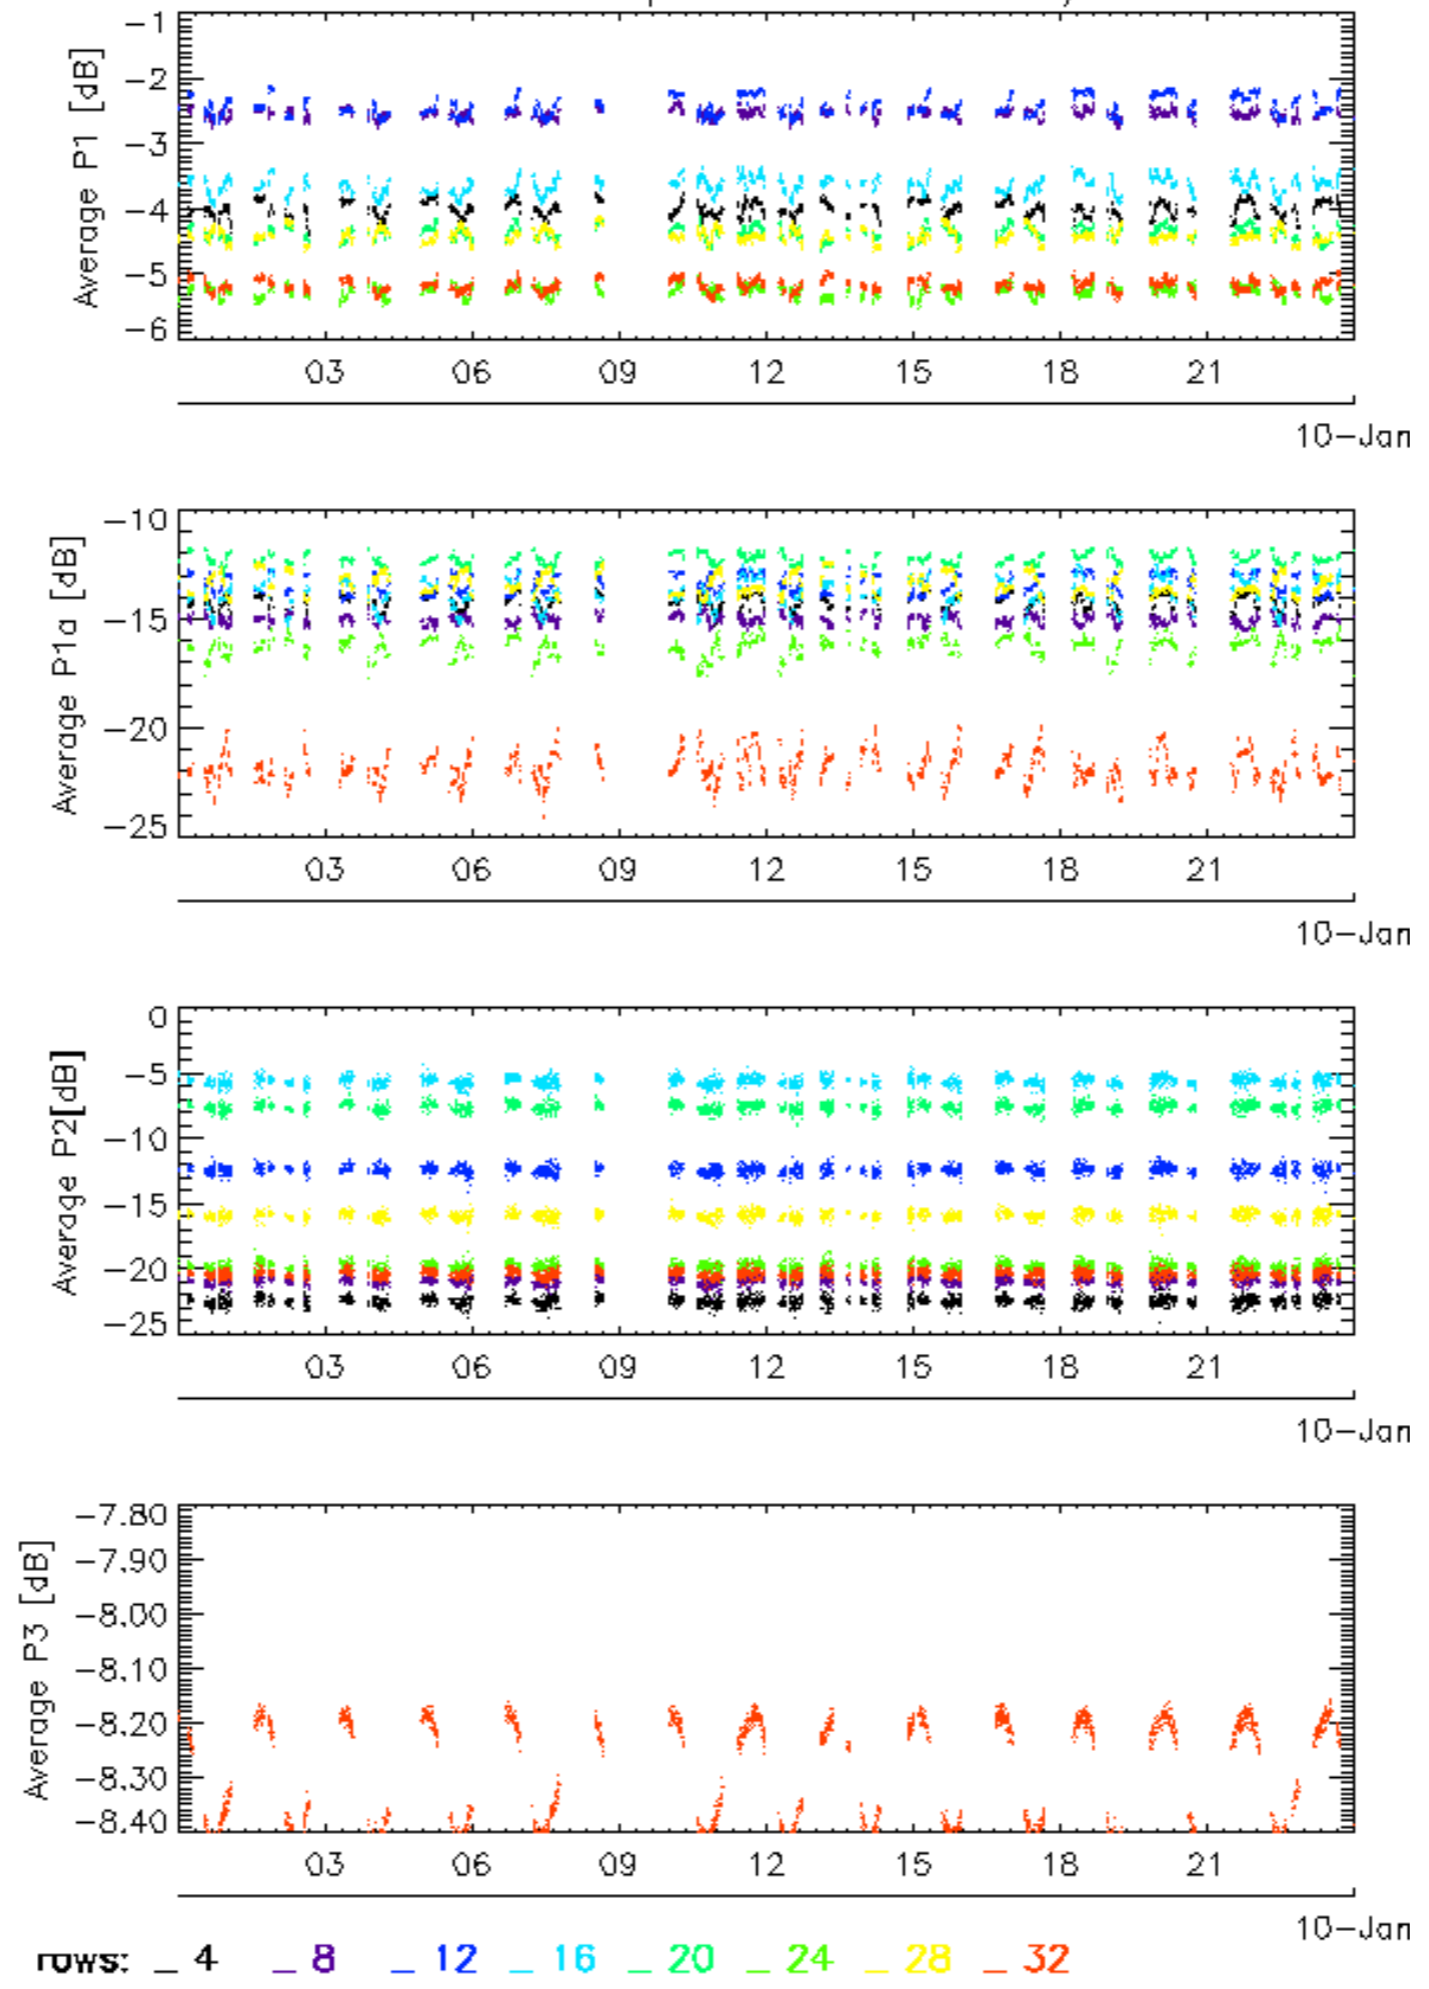 Average P1 [dB]
-1
-2
-3
-4
-5
-6
03 06 09 12 15 18 21
10-Jan
Average P1a [dB]
-10
-15
-20
-25
03 06 09 12 15 18 21
10-Jan
Average P2[dB]
0
-5
-10
-15
-20
-25
03 06 09 12 15 18 21
10-Jan
Average P3 [dB]
-7.80
-7.90
-8.00
-8.10
-8.20
-8.30
-8.40
03 06 09 12 15 18 21
10-Jan
rows: _ 4 _ 8 _ 12 _ 16 _ 20 _ 24 _ 28 _ 32